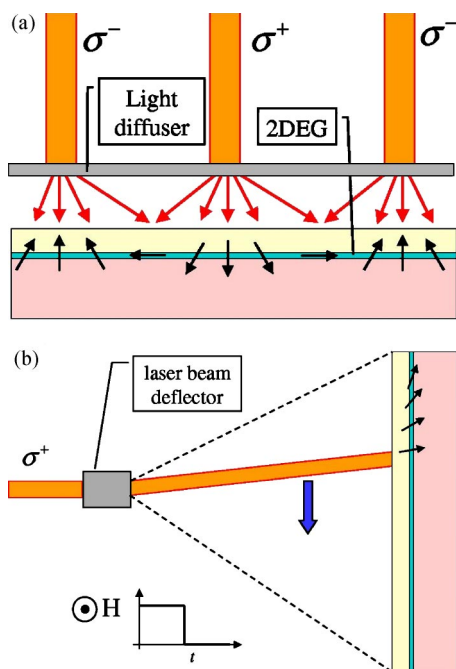 (a)
σ⁻ σ⁺ σ⁻
Light
diffuser
2DEG
(b)
laser beam
deflector
σ⁺
H
t